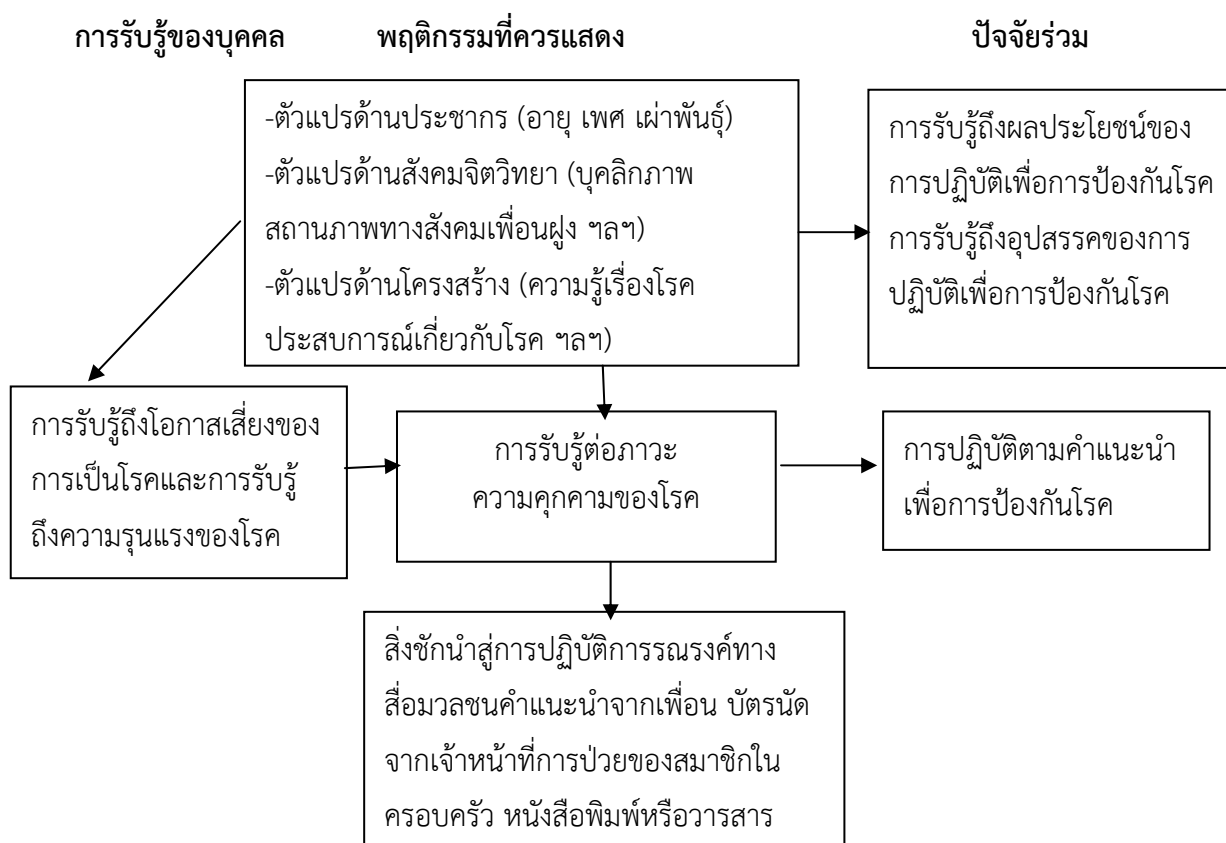 การรับรู้ของบุคคล
พฤติกรรมที่ควรแสดง
ปัจจัยร่วม
-ตัวแปรด้านประชากร (อายุ เพศ เผ่าพันธุ์)
-ตัวแปรด้านสังคมจิตวิทยา (บุคลิกภาพ
สถานภาพทางสังคมเพื่อนฝูง ฯลฯ)
-ตัวแปรด้านโครงสร้าง (ความรู้เรื่องโรค
ประสบการณ์เกี่ยวกับโรค ฯลฯ)
การรับรู้ถึงผลประโยชน์ของ
การปฏิบัติเพื่อการป้องกันโรค
การรับรู้ถึงอุปสรรคของการ
ปฏิบัติเพื่อการป้องกันโรค
การรับรู้ถึงโอกาสเสี่ยงของ
การเป็นโรคและการรับรู้
ถึงความรุนแรงของโรค
การรับรู้ต่อภาวะ
ความคุกคามของโรค
การปฏิบัติตามคำแนะนำ
เพื่อการป้องกันโรค
สิ่งชักนำสู่การปฏิบัติการรณรงค์ทาง
สื่อมวลชนคำแนะนำจากเพื่อน บัตรนัด
จากเจ้าหน้าที่การป่วยของสมาชิกใน
ครอบครัว หนังสือพิมพ์หรือวารสาร